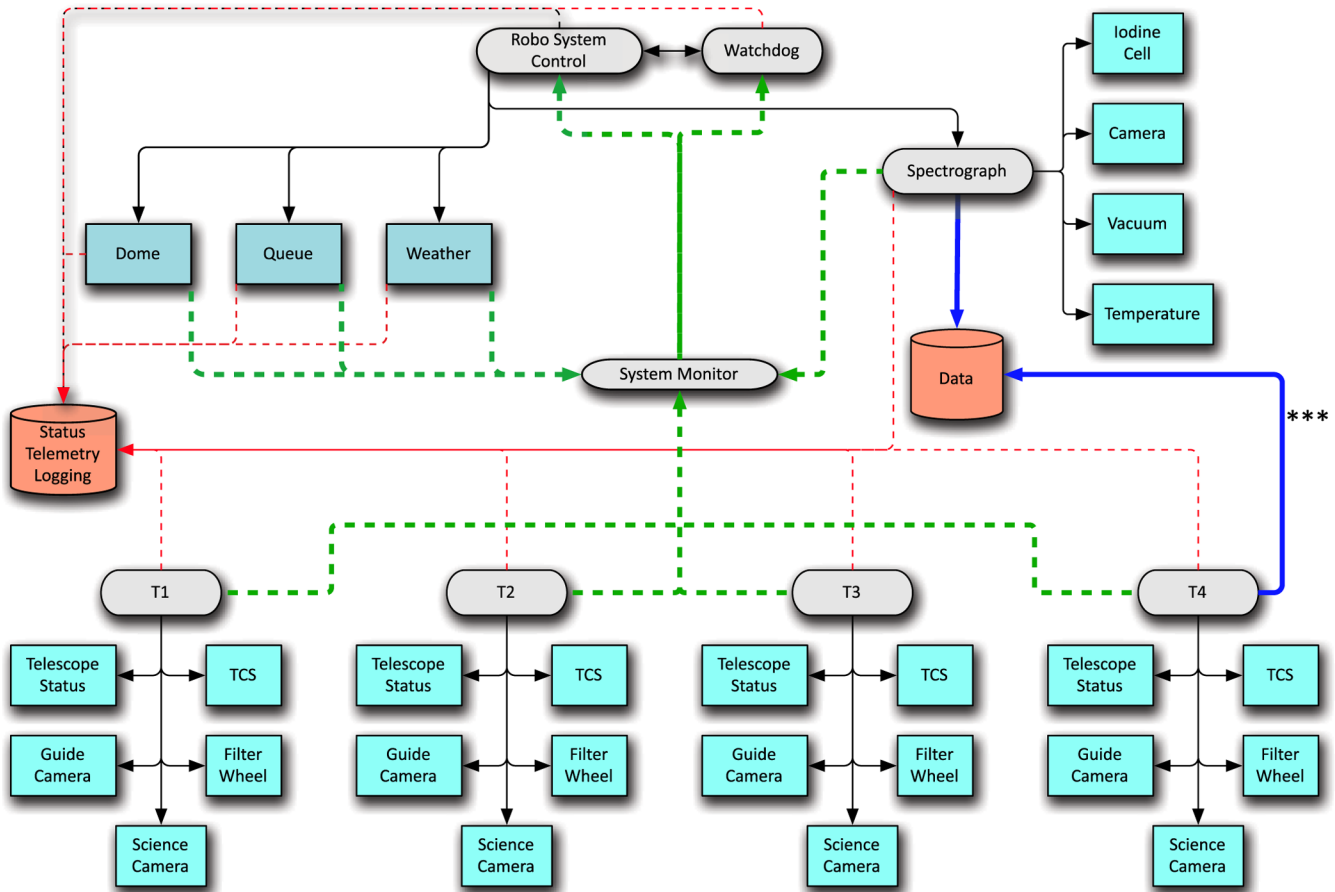 Robo System
Control
Watchdog
Iodine
Cell
Camera
Spectrograph
Vacuum
Dome
Queue
Weather
Temperature
System Monitor
Data
***
Status
Telemetry
Logging
T1
T2
T3
T4
Telescope
Status
TCS
Telescope
Status
TCS
Telescope
Status
TCS
Telescope
Status
TCS
Guide
Camera
Filter
Wheel
Guide
Camera
Filter
Wheel
Guide
Camera
Filter
Wheel
Guide
Camera
Filter
Wheel
Science
Camera
Science
Camera
Science
Camera
Science
Camera